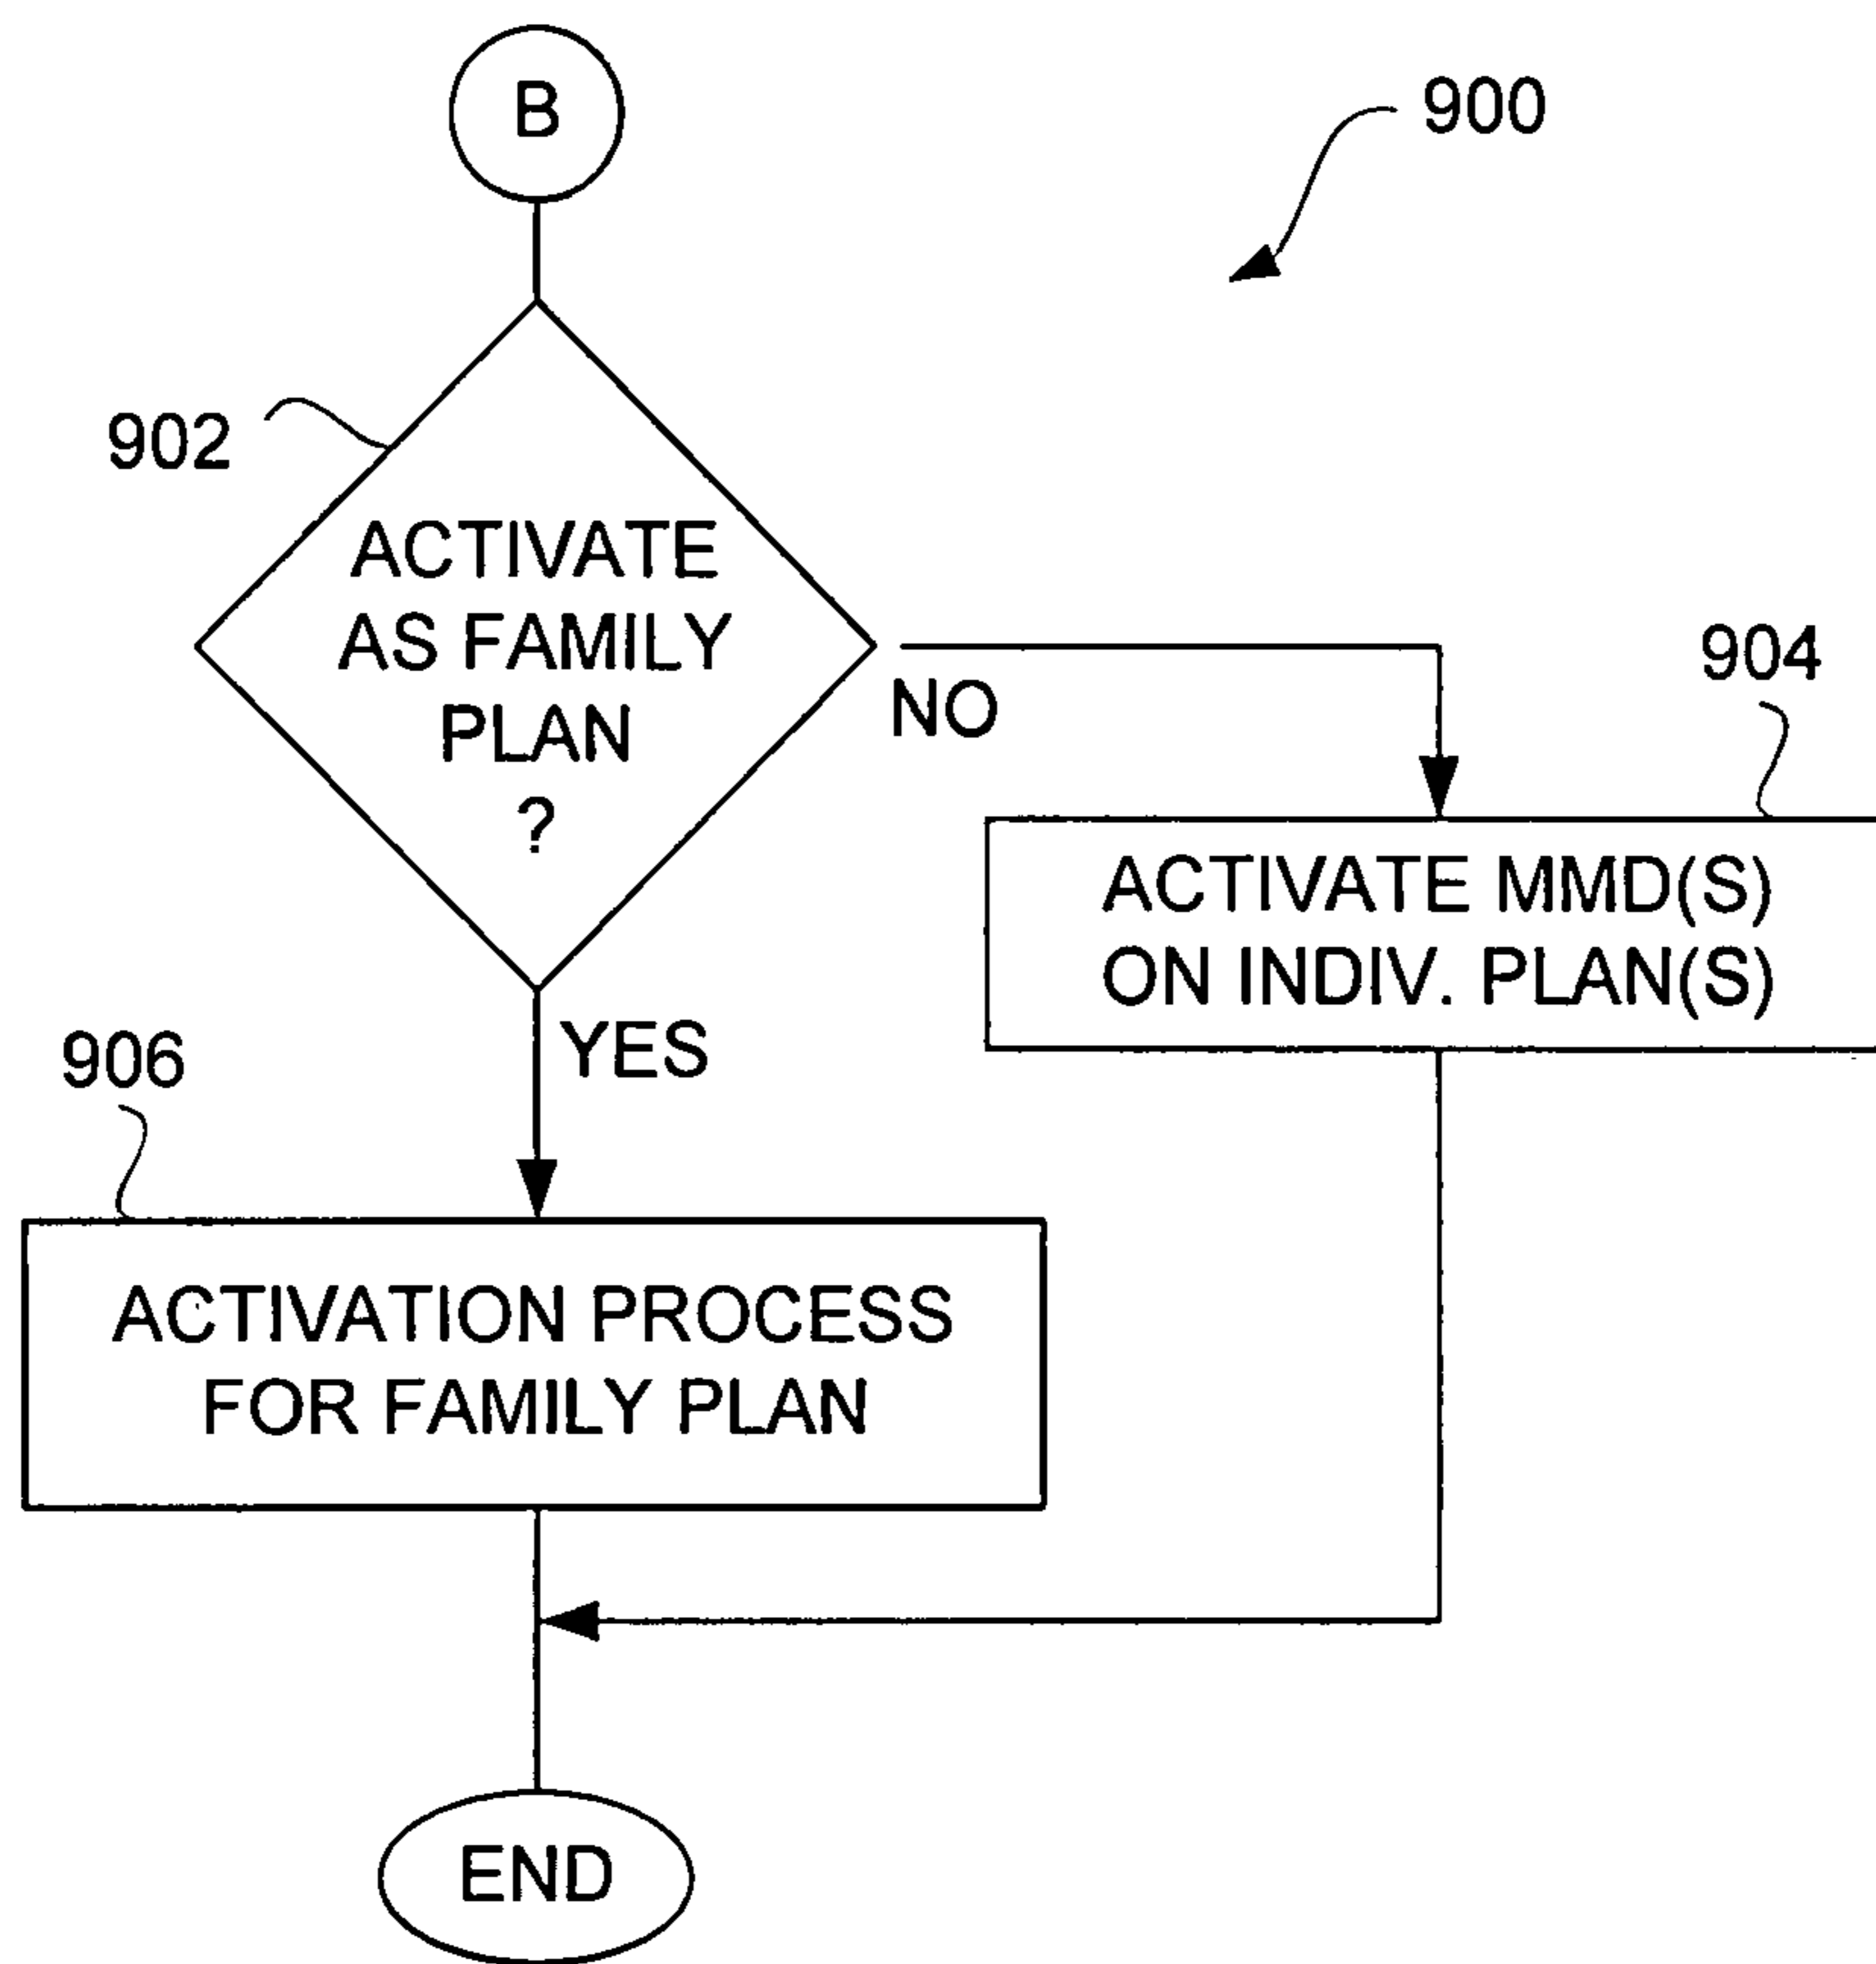 B
900
902
ACTIVATE
AS FAMILY
PLAN
?
NO
904
ACTIVATE MMD(S)
ON INDIV. PLAN(S)
YES
906
ACTIVATION PROCESS
FOR FAMILY PLAN
END